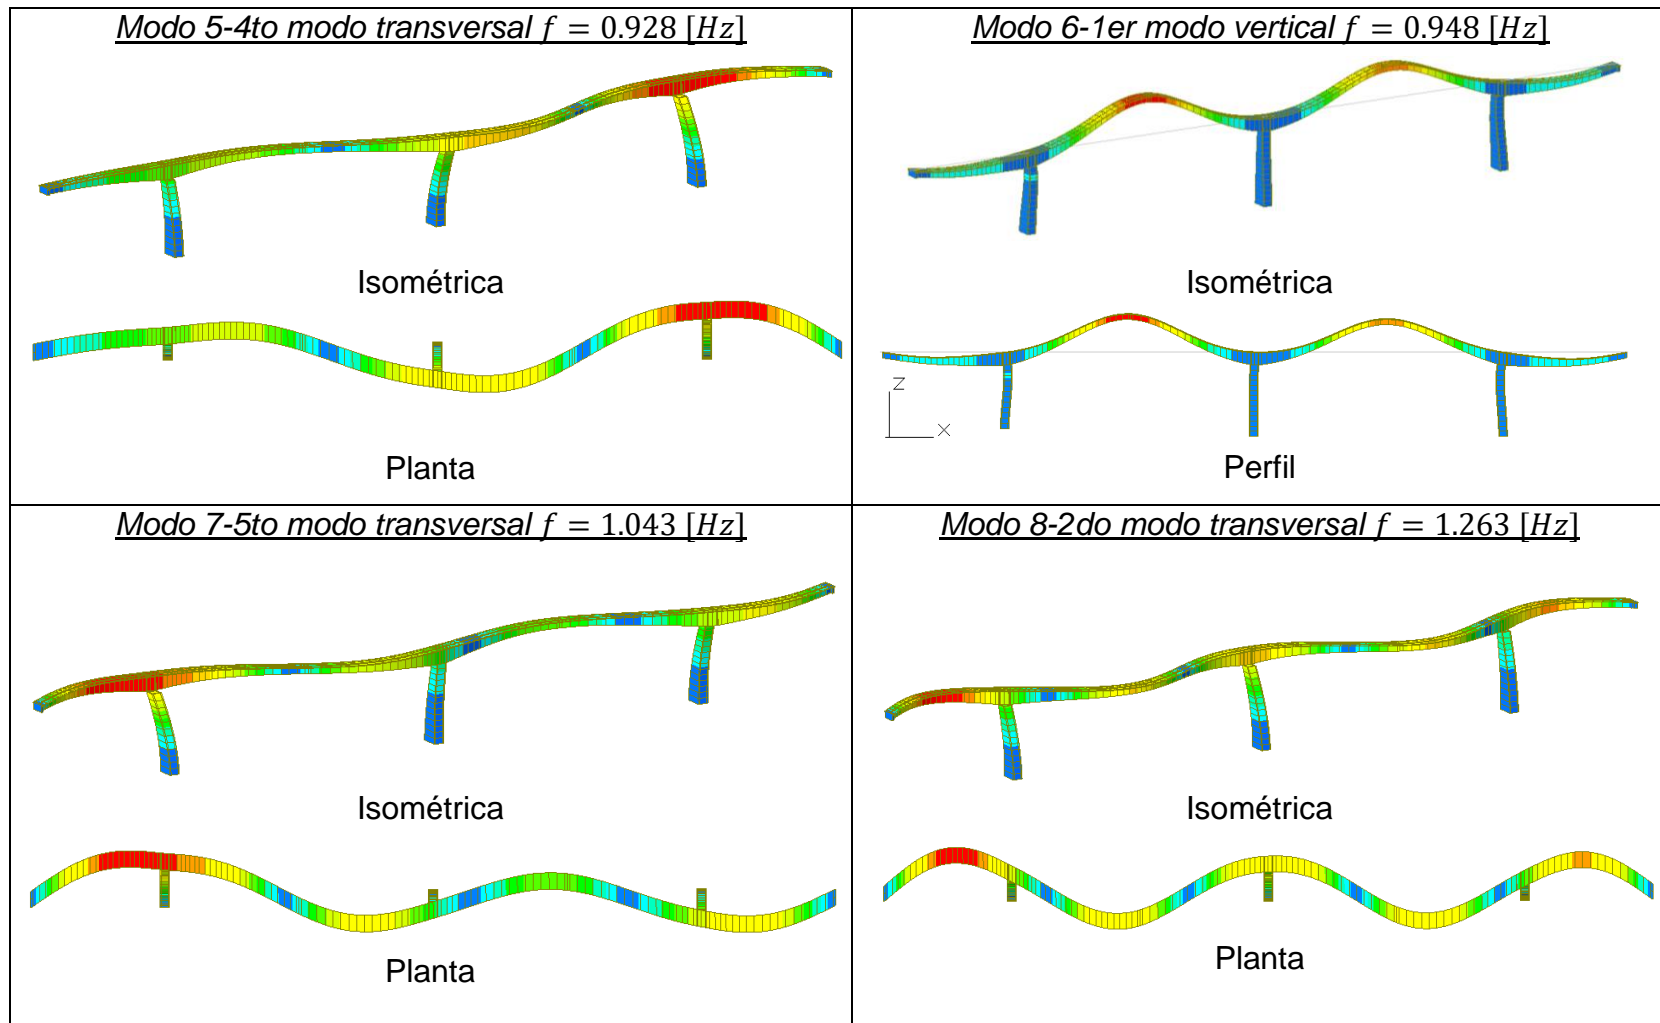 Modo 5-4to modo transversal f = 0.928 [Hz]
Isométrica
Planta
Modo 6-1er modo vertical f = 0.948 [Hz]
Isométrica
Z
X
Perfil
Modo 7-5to modo transversal f = 1.043 [Hz]
Isométrica
Planta
Modo 8-2do modo transversal f = 1.263 [Hz]
Isométrica
Planta